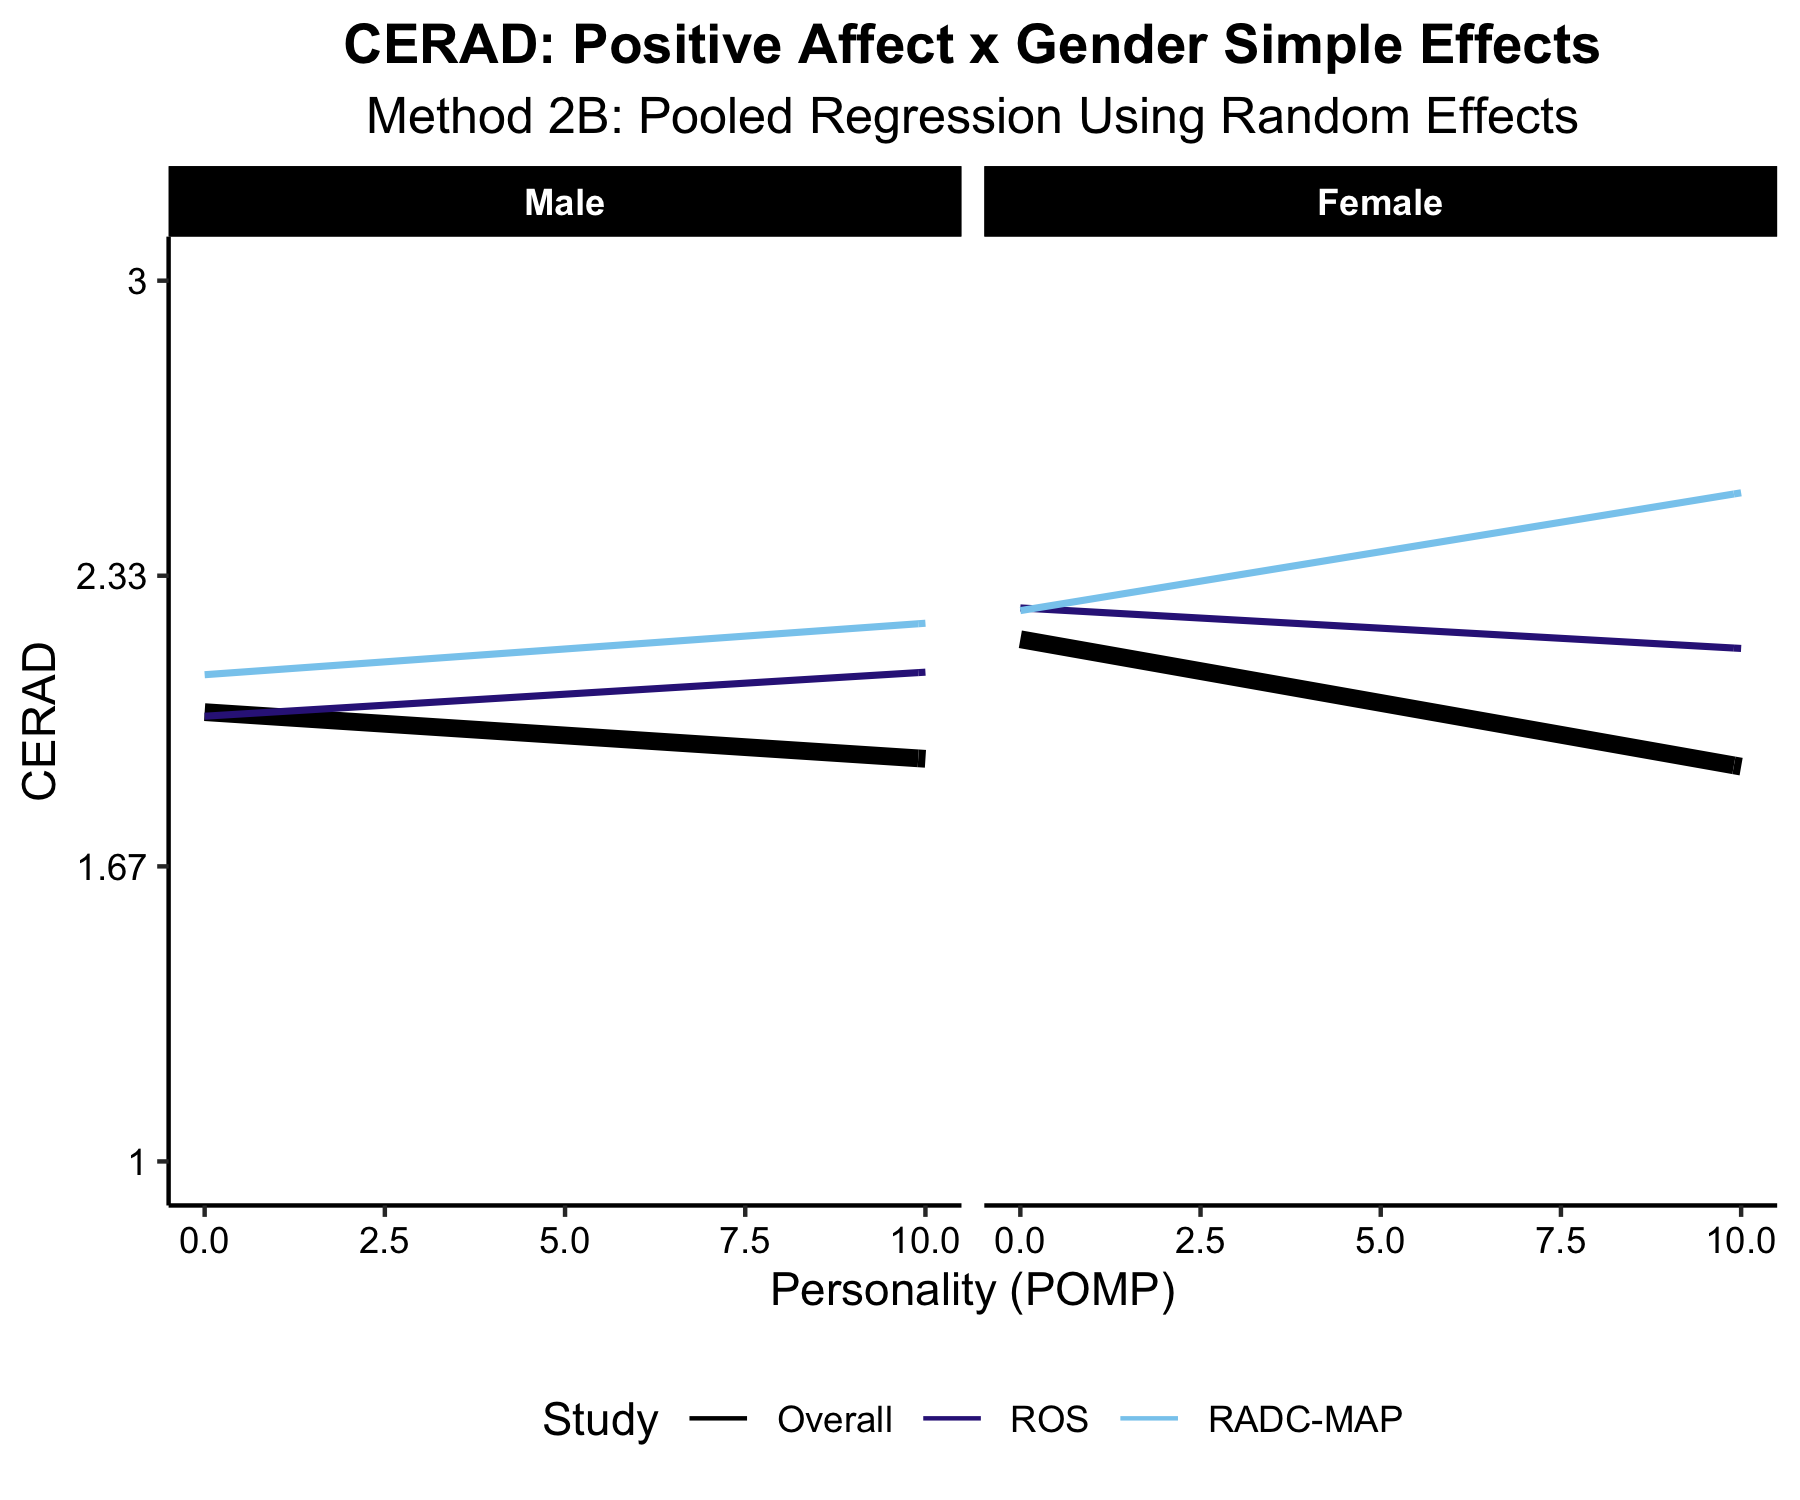 CERAD: Positive Affect x Gender Simple Effects
Method 2B: Pooled Regression Using Random Effects
Male
Female
3
2.33
1.67
1
CERAD
0.0 2.5 5.0 7.5 10.0 0.0 2.5 5.0 7.5 10.0
Personality (POMP)
Study Overall ROS RADC-MAP